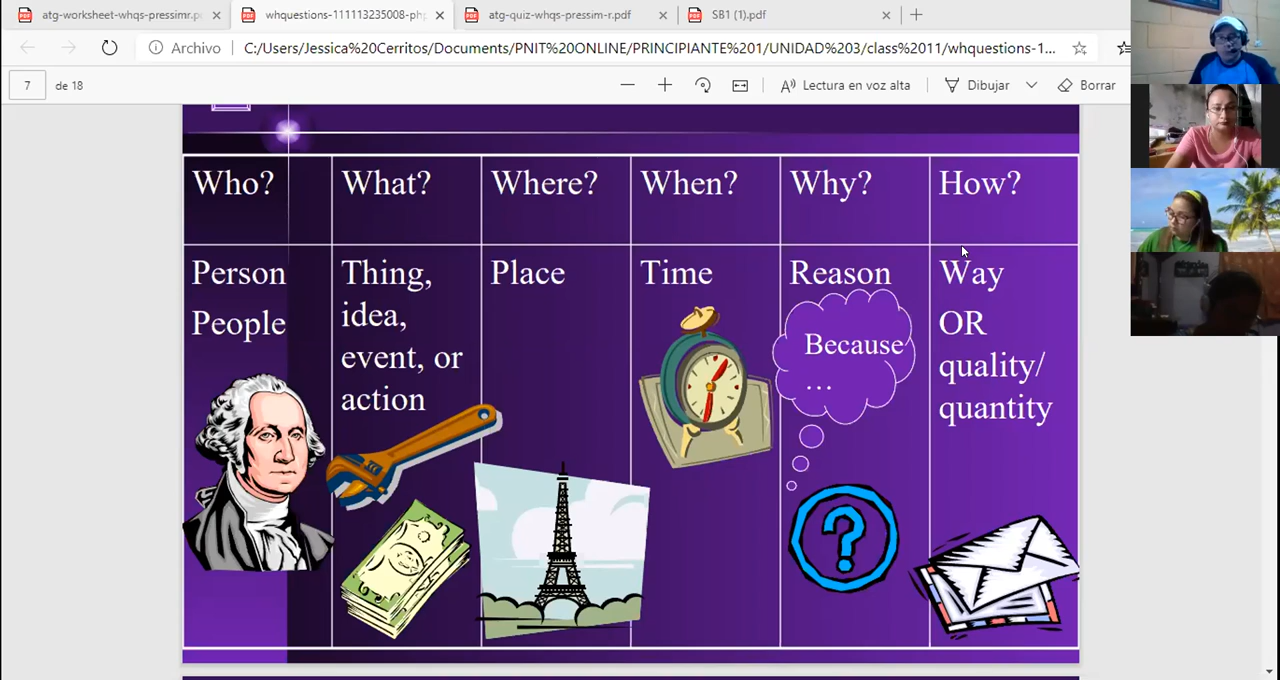 atg-worksheet-whqs-pressimr.p
whquestions-111113235008-ph
atg-quiz-whqs-pressim-r.pdf
SB1 (1).pdf
Archivo
C:/Users/Jessica%20Cerritos/Documents/PNIT%20ONLINE/PRINCIPIANTE%201/UNIDAD%203/class%2011/whquestions-1...
7
de 18
Lectura en voz alta
Dibujar
Borrar
Who?
What?
Where?
When?
Why?
How?
Person
People
Thing,
idea,
event, or
action
Place
Time
Reason
Because
...
?
Way
OR
quality/
quantity